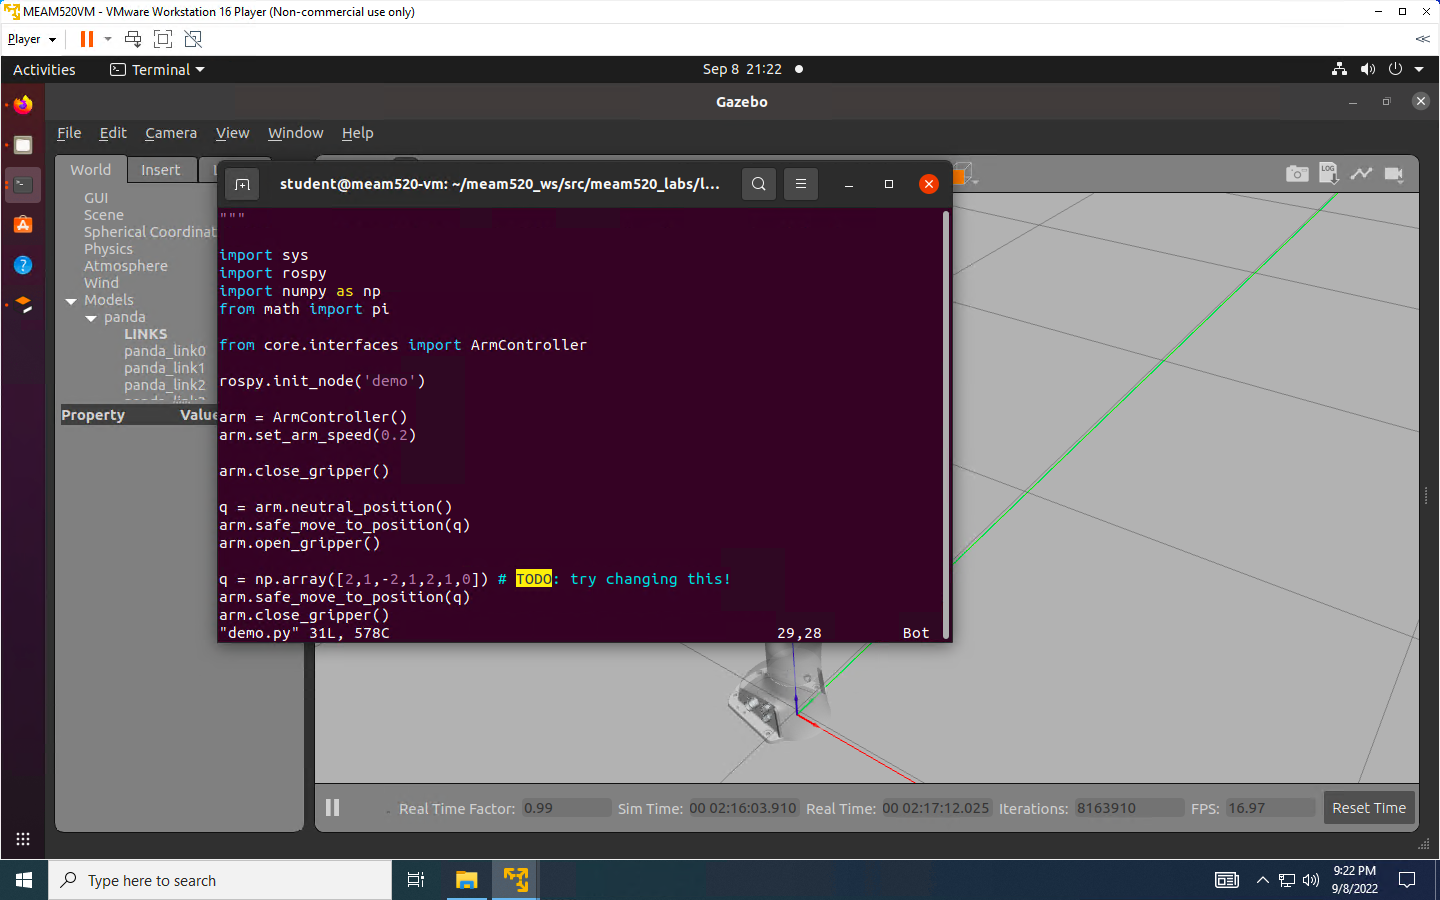 MEAM520VM - VMware Workstation 16 Player (Non-commercial use only)
Player
Activities
Terminal
Sep 8 21:22
Gazebo
File Edit Camera View Window Help
World Insert
student@meam520-vm: ~/meam520_ws/src/meam520_labs/l...
GUI
Scene
Spherical Coordinat
Physics
Atmosphere
Wind
Models
panda
LINKS
panda_link0
panda_link1
panda_link2
Property Value
LOG
"""
import sys
import rospy
import numpy as np
from math import pi
from core.interfaces import ArmController
rospy.init_node('demo')
arm = ArmController()
arm.set_arm_speed(0.2)
arm.close_gripper()
q = arm.neutral_position()
arm.safe_move_to_position(q)
arm.open_gripper()
q = np.array([2,1,-2,1,2,1,0]) # TODO: try changing this!
arm.safe_move_to_position(q)
arm.close_gripper()
"demo.py" 31L, 578C 29,28 Bot
Real Time Factor: 0.99 Sim Time: 00 02:16:03.910 Real Time: 00 02:17:12.025 Iterations: 8163910 FPS: 16.97 Reset Time
Type here to search
9:22 PM
9/8/2022